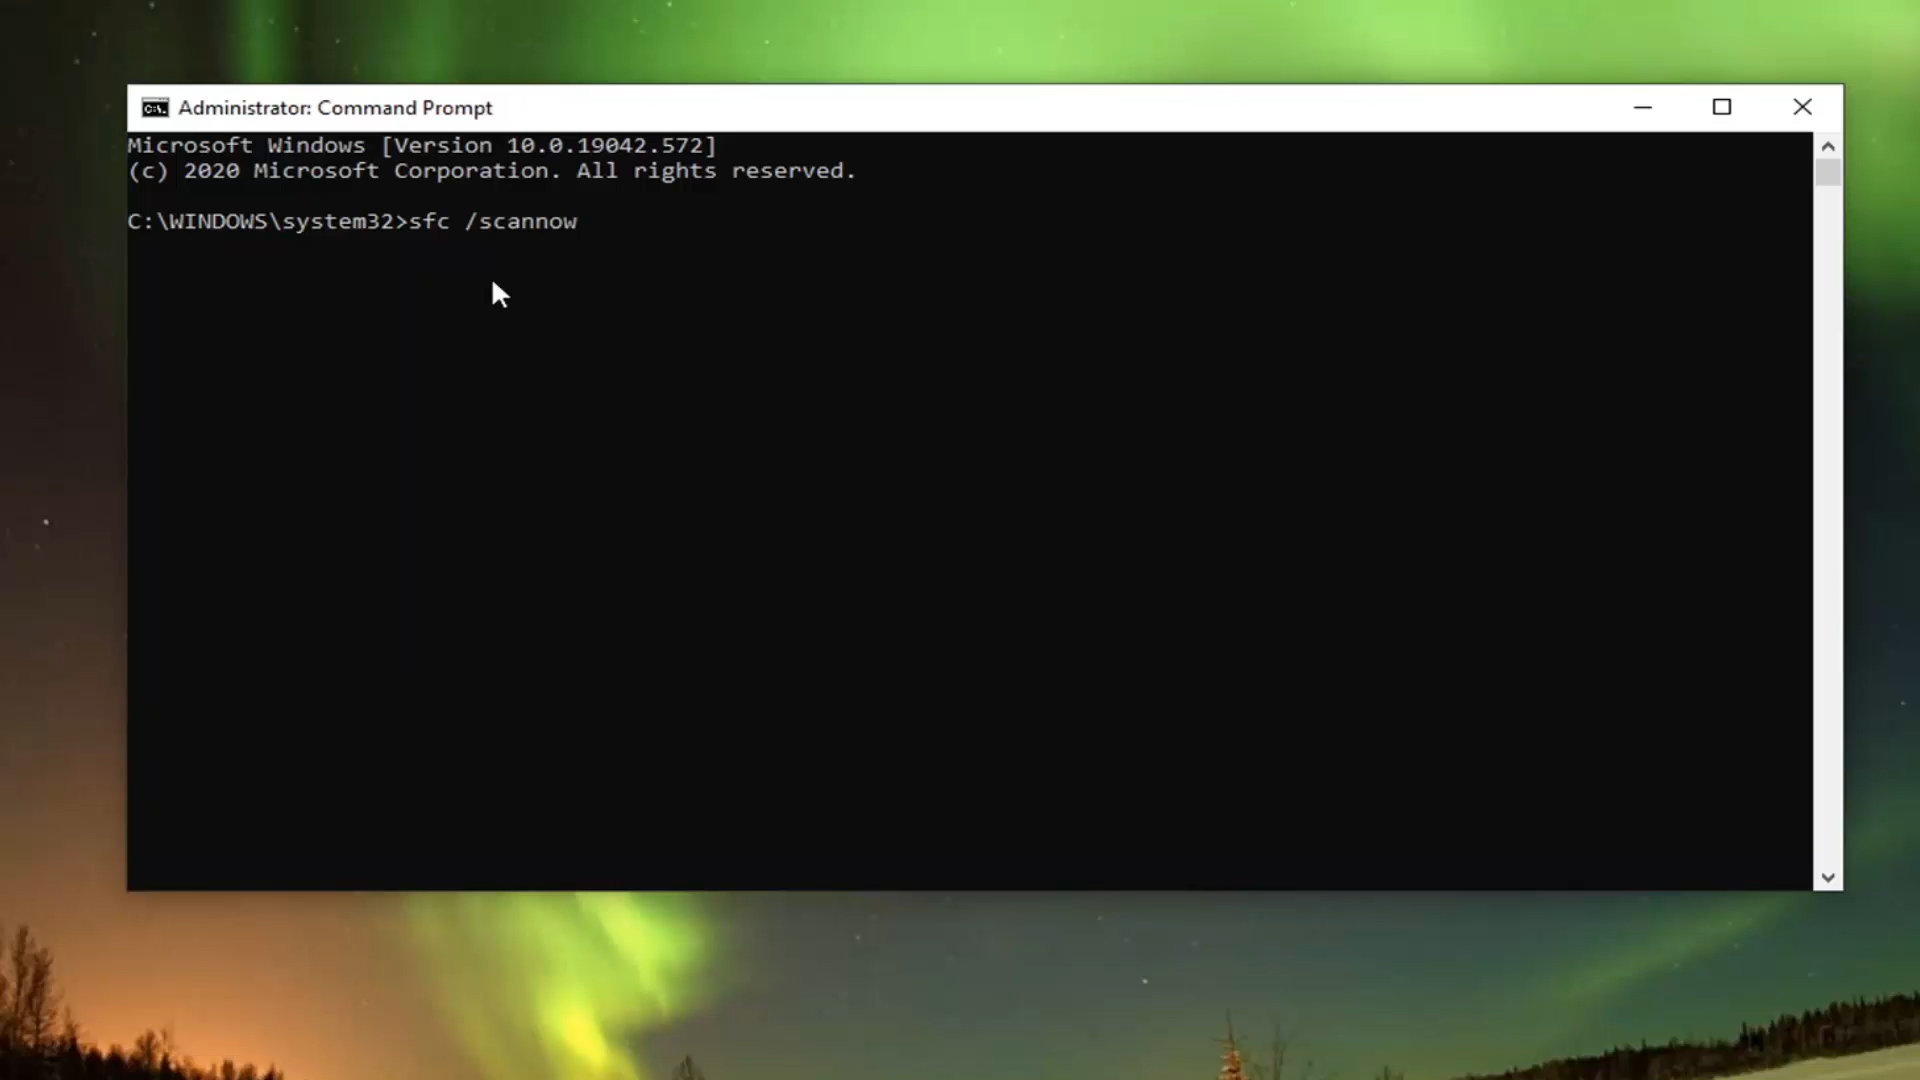 Administrator: Command Prompt
Microsoft Windows [Version 10.0.19042.572]
(c) 2020 Microsoft Corporation. All rights reserved.
C:\WINDOWS\system32>sfc /scannow